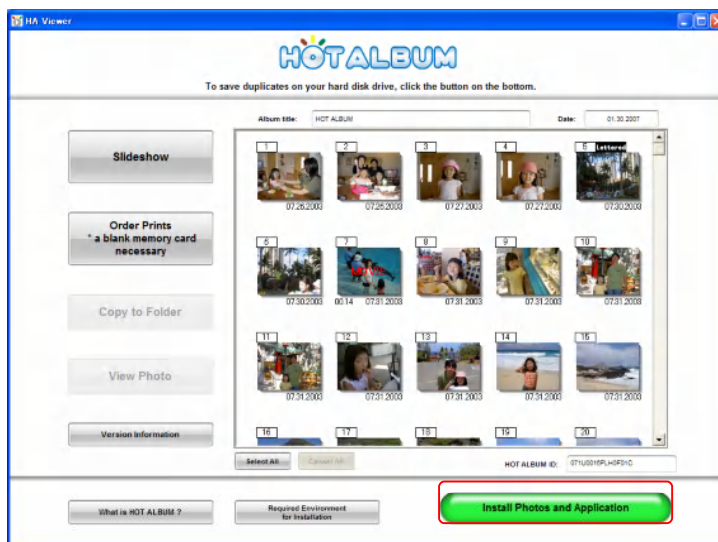 HA Viewer
HOT ALBUM
To save duplicates on your hard disk drive, click the button on the bottom.
Album title: HOT ALBUM Date: 01.30.2007
Slideshow
Order Prints
* a blank memory card
necessary
Copy to Folder
View Photo
Version Information
1 2 3 4 5 Lettered
07.26.2003 07.26.2003 07.27.2003 07.27.2003 07.30.2003
6 7 8 9 10
07.30.2003 00:14 07.31.2003 07.31.2003 07.31.2003 07.31.2003
11 12 13 14 15
07.31.2003 07.31.2003 07.31.2003 07.31.2003 07.31.2003
16 17 18 19 20
Select All Cancel All
HOT ALBUM ID:
What is HOT ALBUM ?
Required Environment
for Installation
Install Photos and Application